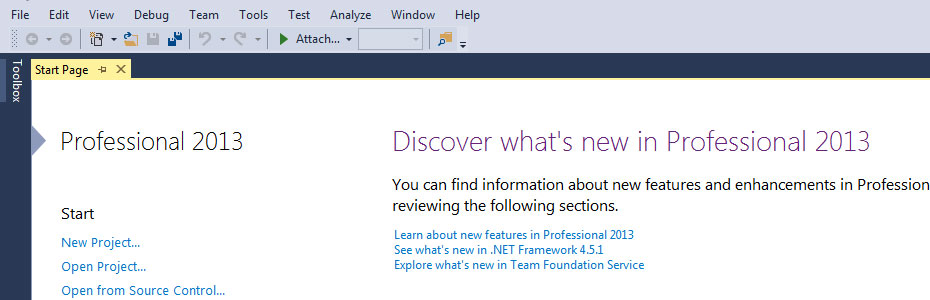 File Edit View Debug Team Tools Test Analyze Window Help
Attach...
Toolbox
Start Page
Professional 2013
Discover what's new in Professional 2013
You can find information about new features and enhancements in
reviewing the following sections.
Start
Learn about new features in Professional 2013
New Project...
See what's new in .NET Framework 4.5.1
Open Project...
Explore what's new in Team Foundation Service
Open from Source Control...